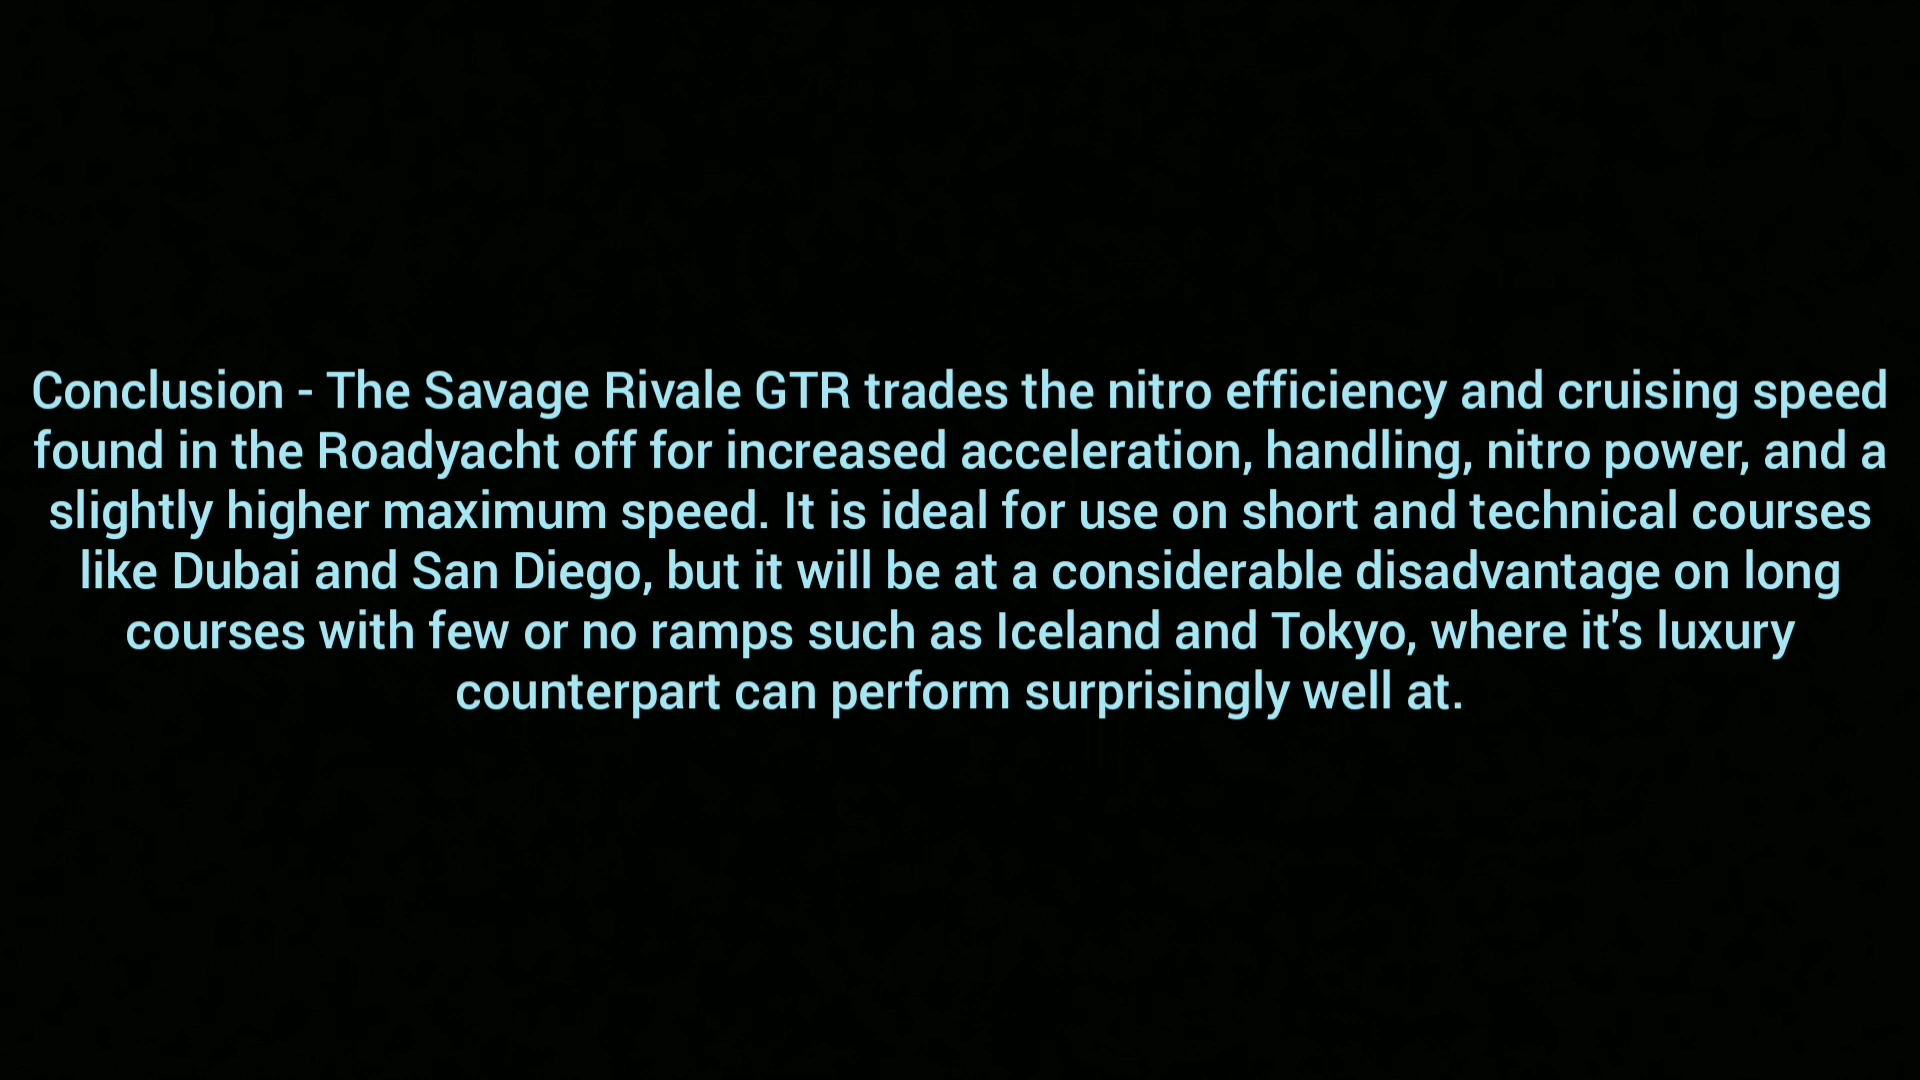 Conclusion - The Savage Rivale GTR trades the nitro efficiency and cruising speed
found in the Roadyacht off for increased acceleration, handling, nitro power, and a
slightly higher maximum speed. It is ideal for use on short and technical courses
like Dubai and San Diego, but it will be at a considerable disadvantage on long
courses with few or no ramps such as Iceland and Tokyo, where it's luxury
counterpart can perform surprisingly well at.